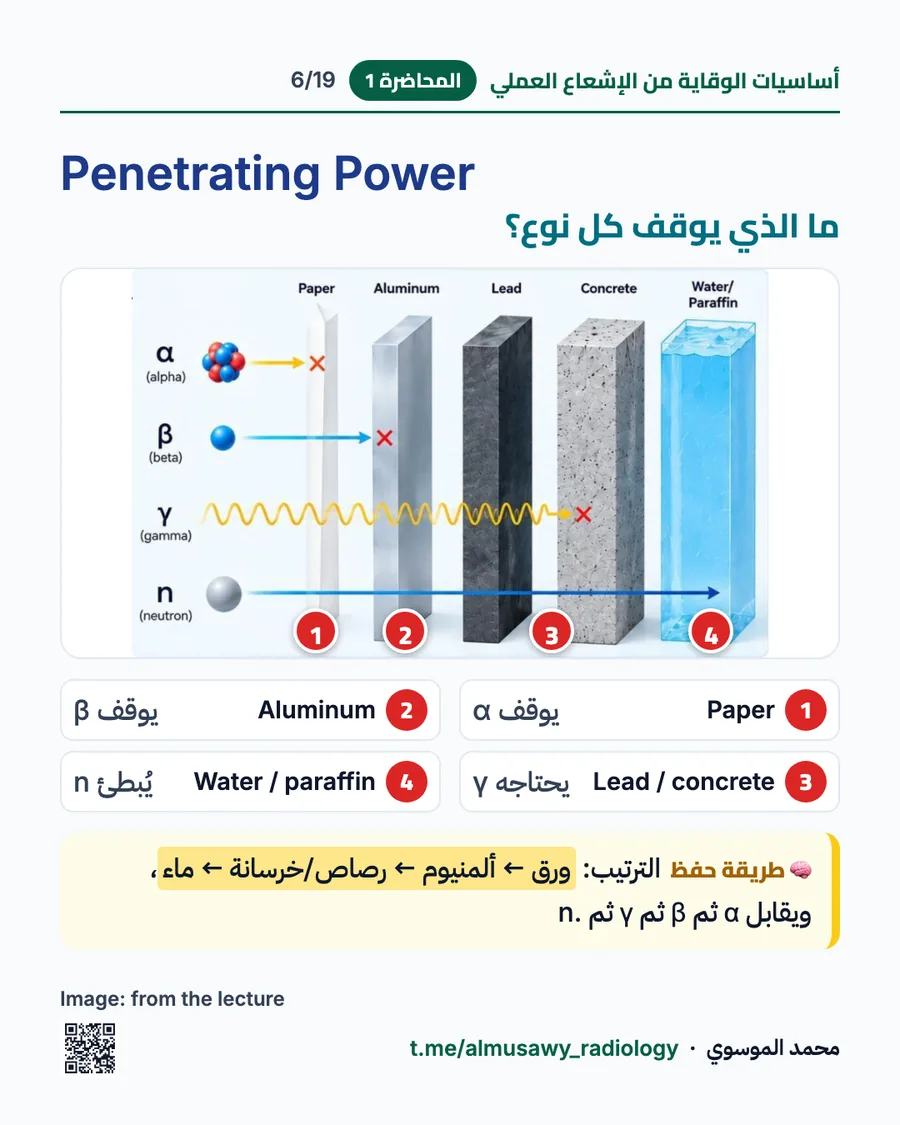 أساسيات الوقاية من الإشعاع العملي المحاضرة 1 6/19
Penetrating Power
ما الذي يوقف كل نوع؟
Paper Aluminum Lead Concrete Water/
Paraffin
α
(alpha)
β
(beta)
γ
(gamma)
n
(neutron)
1 2 3 4
1 Paper يوقف α
2 Aluminum يوقف β
3 Lead / concrete يحتاجه γ
4 Water / paraffin يُبطئ n
🧠 طريقة حفظ الترتيب: ورق ← ألمنيوم ← رصاص/خرسانة ← ماء،
ويقابل α ثم β ثم γ ثم n.
Image: from the lecture
محمد الموسوي · t.me/almusawy_radiology